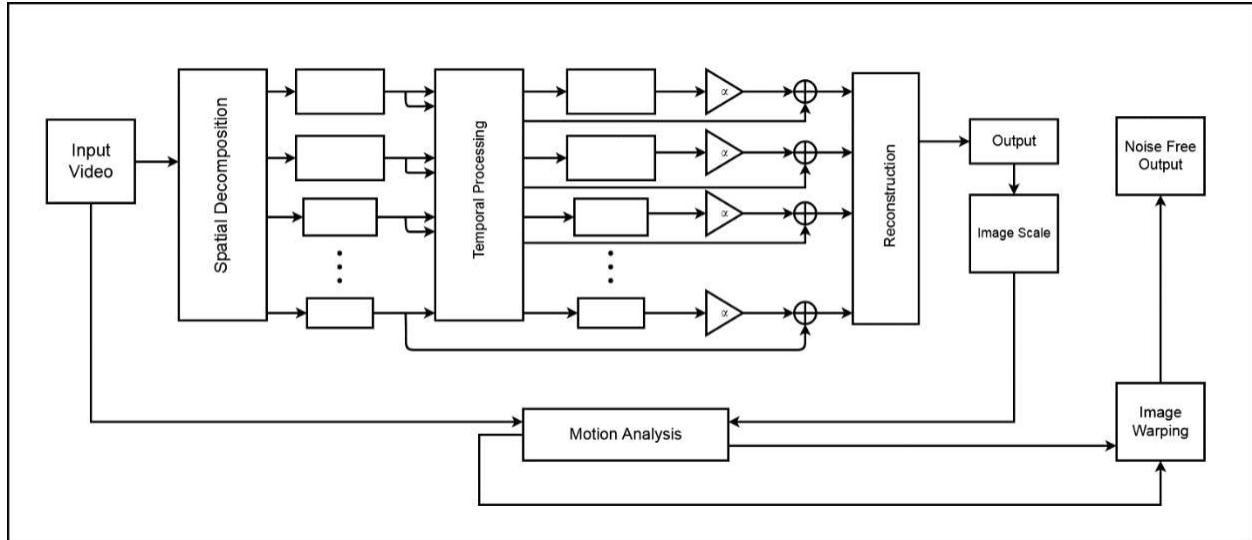 Input
Video
Spatial Decomposition
Temporal Processing
∝
∝
∝
∝
Reconstruction
Output
Image Scale
Noise Free
Output
Motion Analysis
Image
Warping